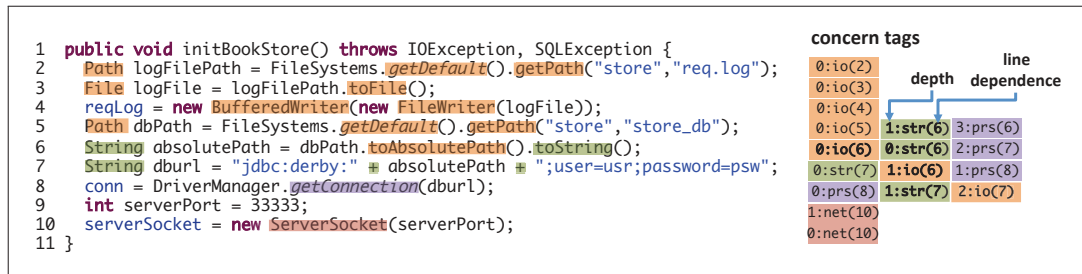 1 public void initBookStore() throws IOException, SQLException {
2 Path logFilePath = FileSystems.getDefault().getPath("store","req.log");
3 File logFile = logFilePath.toFile();
4 reqLog = new BufferedWriter(new FileWriter(logFile));
5 Path dbPath = FileSystems.getDefault().getPath("store","store_db");
6 String absolutePath = dbPath.toAbsolutePath().toString();
7 String dburl = "jdbc:derby:" + absolutePath + ";user=usr;password=psw";
8 conn = DriverManager.getConnection(dburl);
9 int serverPort = 33333;
10 serverSocket = new ServerSocket(serverPort);
11 }
concern tags
depth
line
dependence
0:io(2)
0:io(3)
0:io(4)
0:io(5) 1:str(6) 3:prs(6)
0:io(6) 0:str(6) 2:prs(7)
0:str(7) 1:io(6) 1:prs(8)
0:prs(8) 1:str(7) 2:io(7)
1:net(10)
0:net(10)